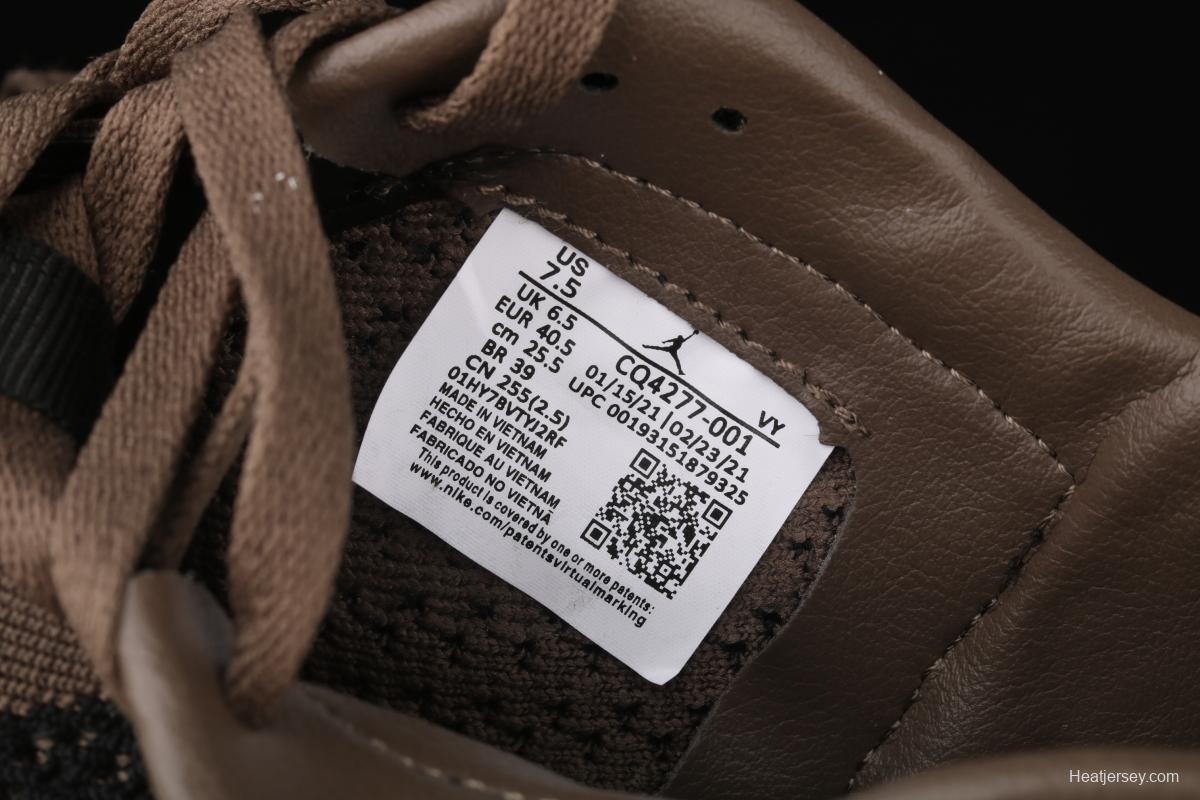 US
7.5
UK 6.5
EUR 40.5
cm 25.5
BR 39
CN 255(2.5)
CQ4277-001
VY
01/15/21 | 02/23/21
UPC 00193151879325
01HY7BVTYI2RF
MADE IN VIETNAM
HECHO EN VIETNAM
FABRIQUE AU VIETNAM
FABRICADO NO VIETNÃ
This product is covered by one or more patents:
www.nike.com/patentsvirtualmarking
Heatjersey.com